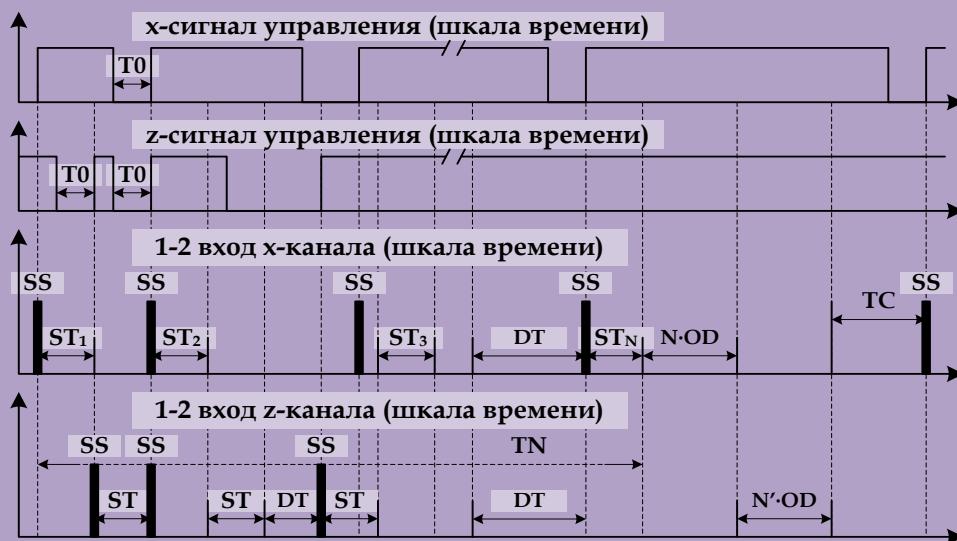 x-сигнал управления (шкала времени)
T0
z-сигнал управления (шкала времени)
T0 T0
1-2 вход x-канала (шкала времени)
SS SS SS SS SS
TC
ST₁ ST₂ ST₃ DT STN N·OD
1-2 вход z-канала (шкала времени)
SS SS SS TN
ST ST DT ST DT N'·OD